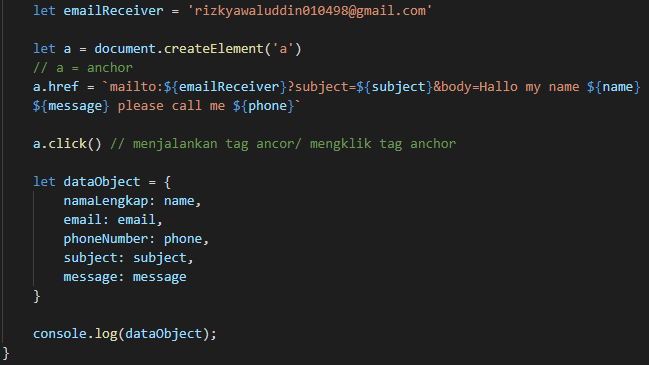 let emailReceiver = 'rizkyawaluddin010498@gmail.com'
let a = document.createElement('a')
// a = anchor
a.href = `mailto:${emailReceiver}?subject=${subject}&body=Hallo my name ${name}
${message} please call me ${phone}`
a.click() // menjalankan tag ancor/ mengklik tag anchor
let dataObject = {
namaLengkap: name,
email: email,
phoneNumber: phone,
subject: subject,
message: message
}
console.log(dataObject);
}